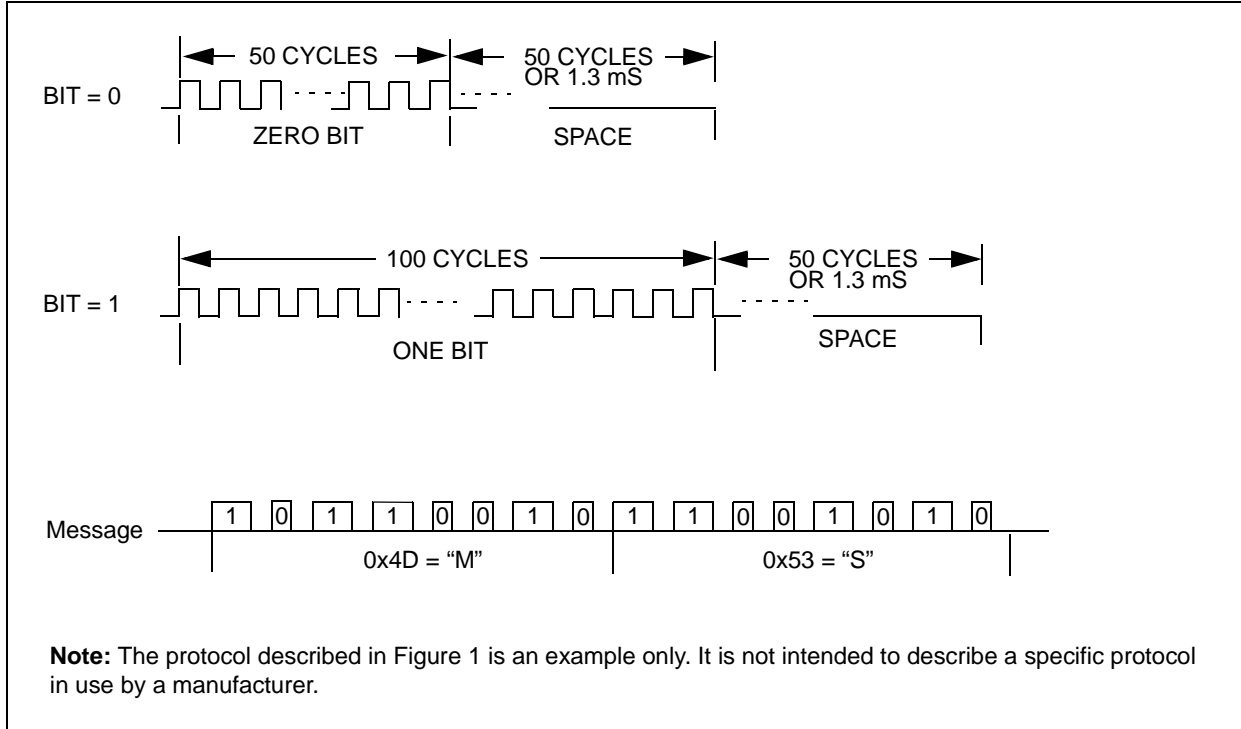 50 CYCLES
50 CYCLES
OR 1.3 mS
BIT = 0
ZERO BIT
SPACE
100 CYCLES
50 CYCLES
OR 1.3 mS
BIT = 1
ONE BIT
SPACE
Message
1 0 1 1 0 0 1 0 1 1 0 0 1 0 1 0
0x4D = “M”
0x53 = “S”
Note: The protocol described in Figure 1 is an example only. It is not intended to describe a specific protocol
in use by a manufacturer.